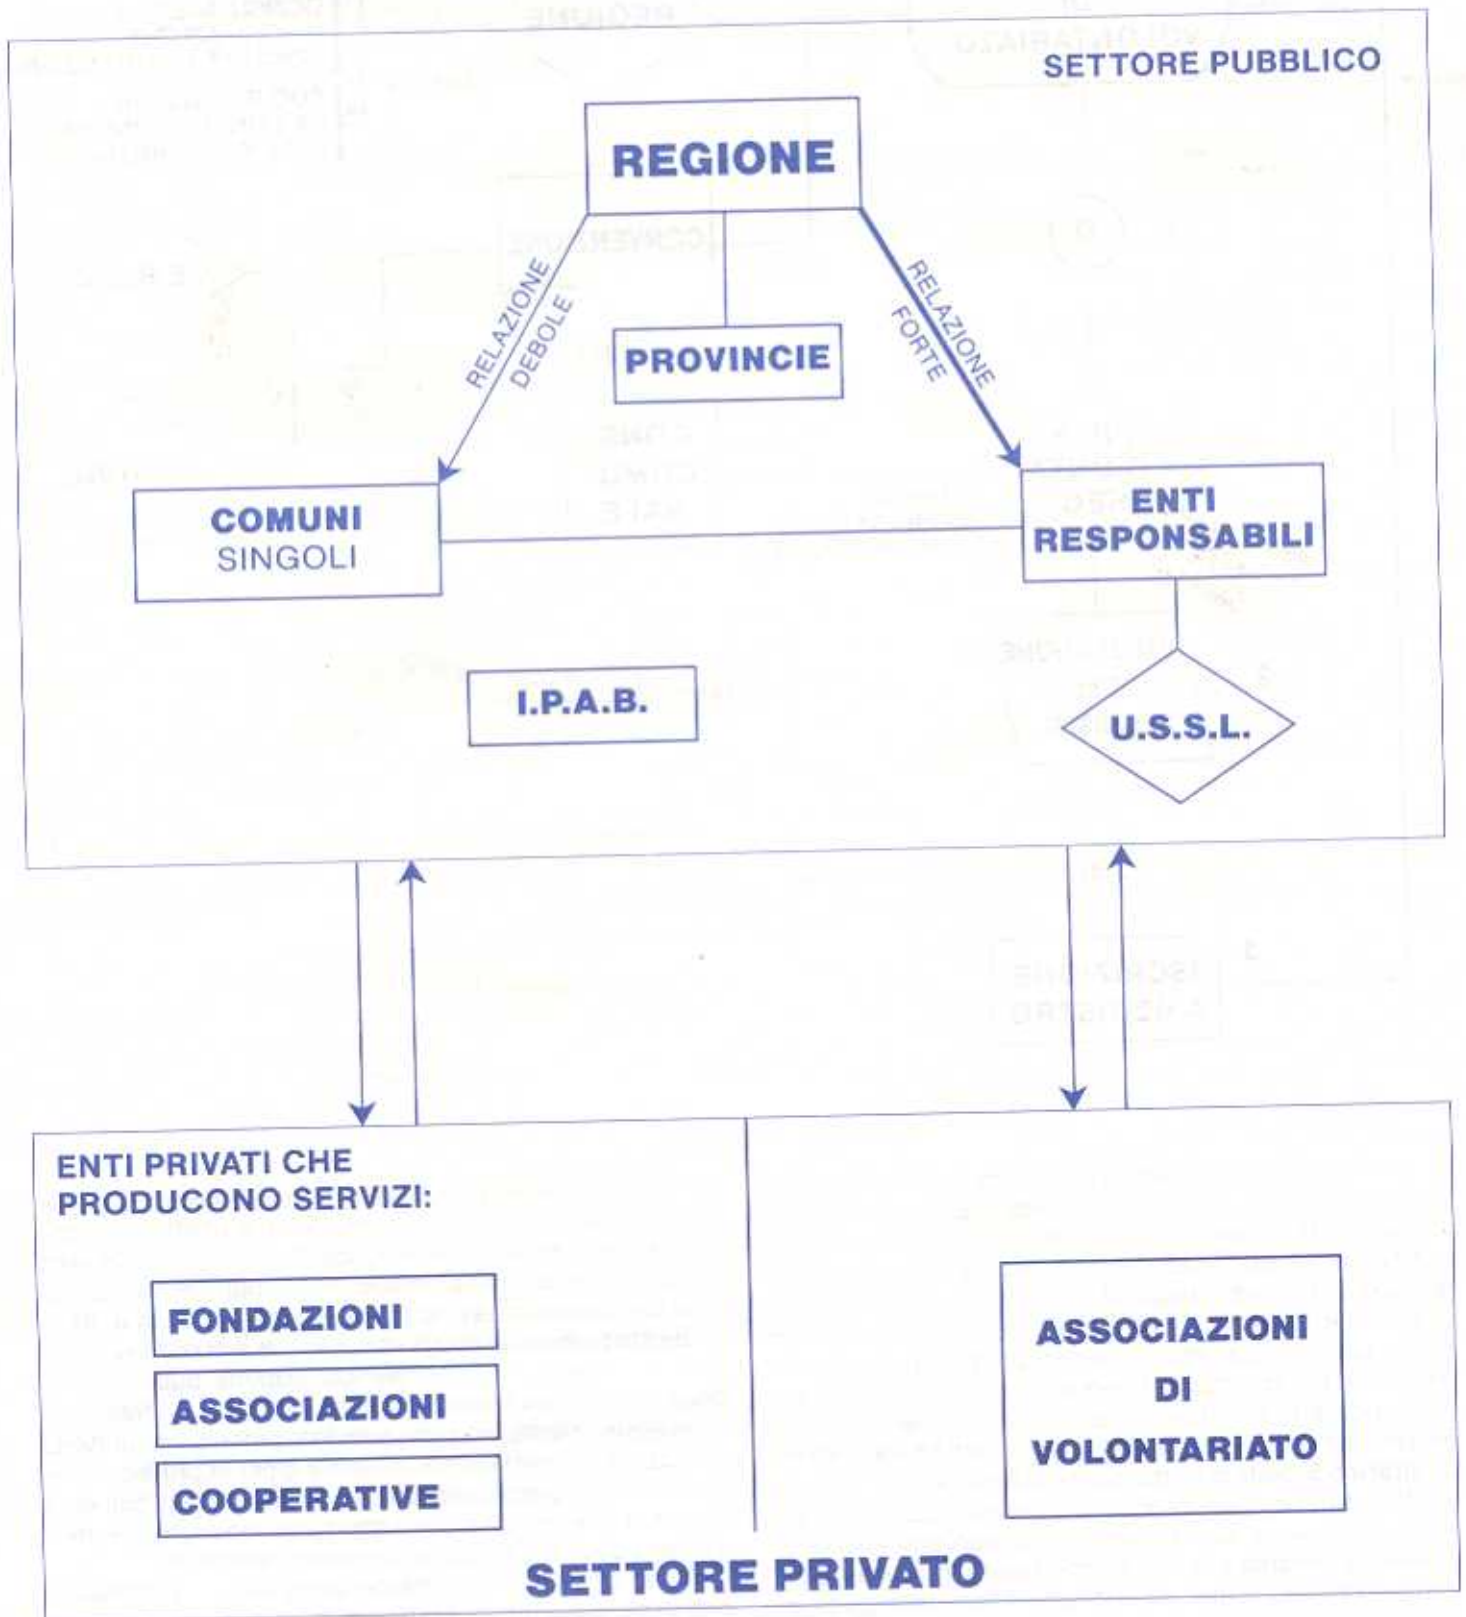 SETTORE PUBBLICO
REGIONE
RELAZIONE
DEBOLE
PROVINCIE
RELAZIONE
FORTE
COMUNI
SINGOLI
ENTI
RESPONSABILI
I.P.A.B.
U.S.S.L.
ENTI PRIVATI CHE
PRODUCONO SERVIZI:
FONDAZIONI
ASSOCIAZIONI
COOPERATIVE
ASSOCIAZIONI
DI
VOLONTARIATO
SETTORE PRIVATO